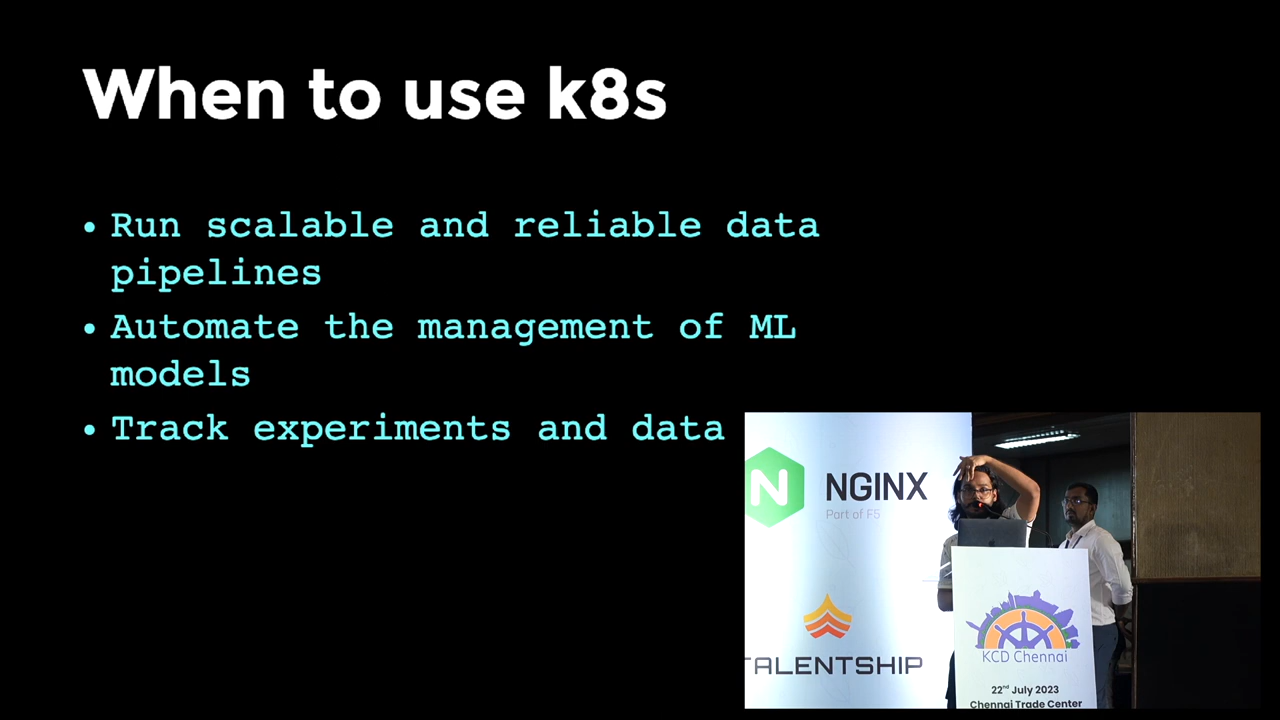 When to use k8s
• Run scalable and reliable data
pipelines
• Automate the management of ML
models
• Track experiments and data
N
NGINX
Part of F5
TALENTSHIP
KCD Chennai
22nd July 2023
Chennai Trade Center